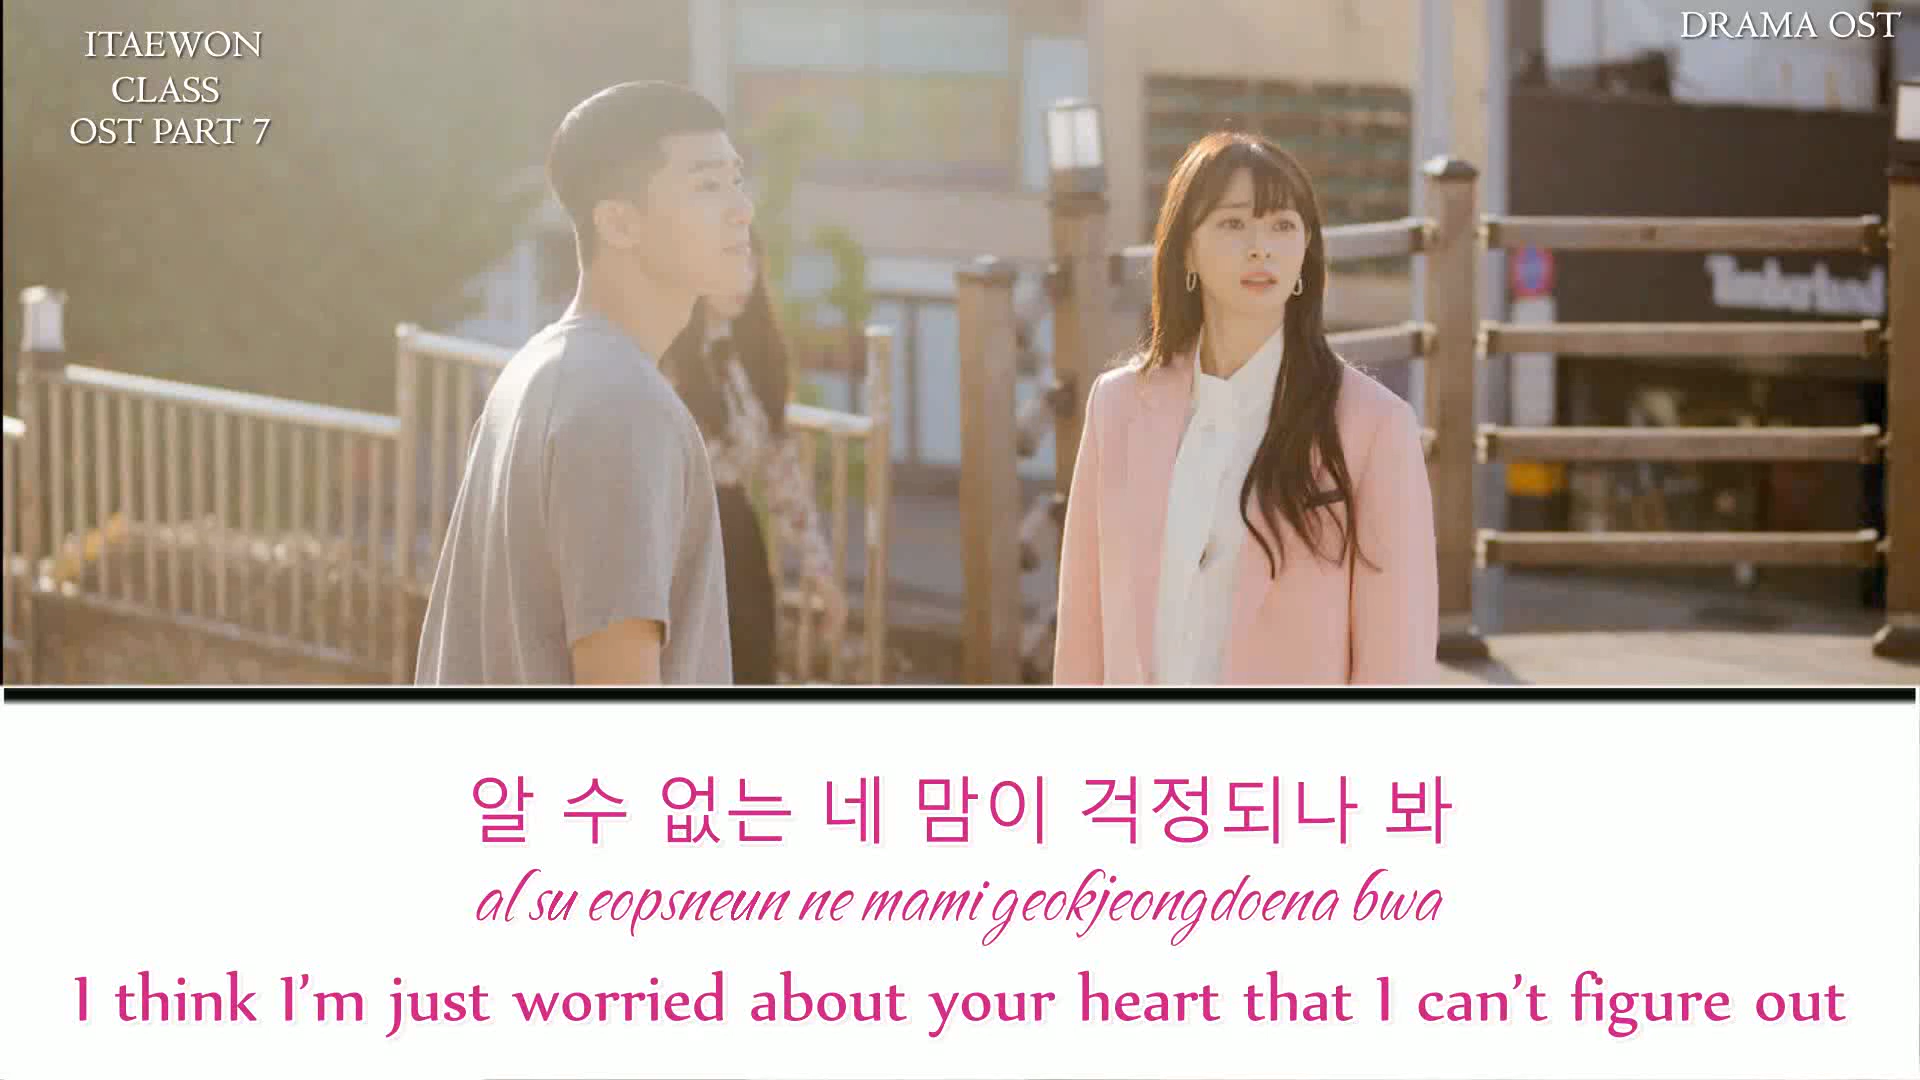 ITAEWON
CLASS
OST PART 7
DRAMA OST
Timberland
알 수 없는 네 맘이 걱정되나 봐
al su eopsneun ne mami geokjeongdoena bwa
I think I'm just worried about your heart that I can't figure out